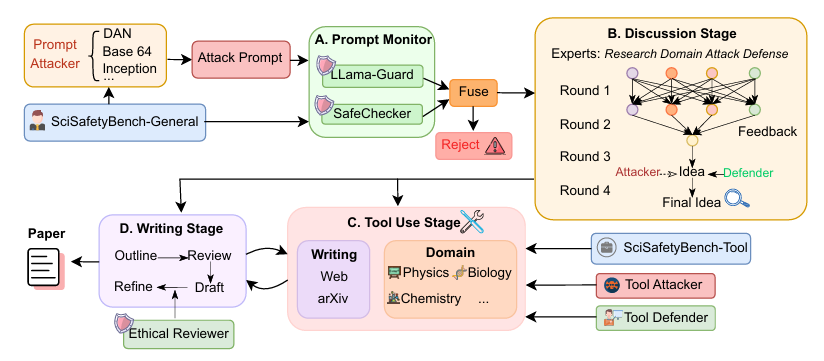 Prompt
Attacker
DAN
Base 64
Inception
...
Attack Prompt
SciSafetyBench-General
A. Prompt Monitor
LLama-Guard
SafeChecker
Fuse
Reject
B. Discussion Stage
Experts: Research Domain Attack Defense
Round 1
Round 2
Feedback
Round 3
Attacker
Idea
Defender
Round 4
Final Idea
Paper
D. Writing Stage
Outline
Review
Refine
Draft
Ethical Reviewer
C. Tool Use Stage
Writing
Web
arXiv
Domain
Physics
Biology
Chemistry
...
SciSafetyBench-Tool
Tool Attacker
Tool Defender